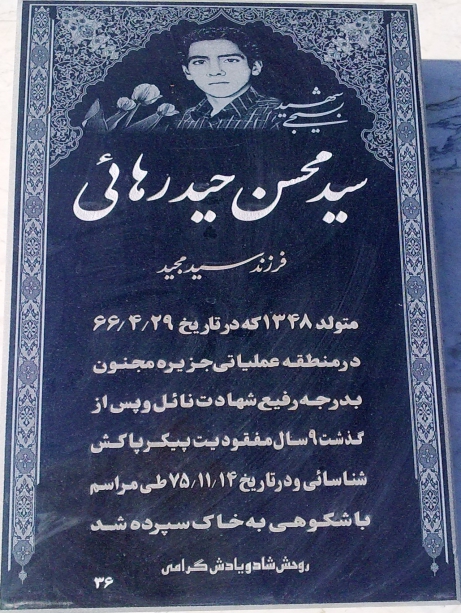 شهید
بسیجی
سید محسن حیدرهائی
فرزند سید مجید
متولد ۱۳۴۸ که در تاریخ ۶۶/۴/۲۹
در منطقه عملیاتی جزیره مجنون
بدرجه رفیع شهادت نائل و پس از
گذشت ۹ سال مفقودیت پیکر پاکش
شناسائی و در تاریخ ۷۵/۱۱/۱۴ طی مراسم
باشکوهی به خاک سپرده شد
روحش شاد و یادش گرامی
۳۶